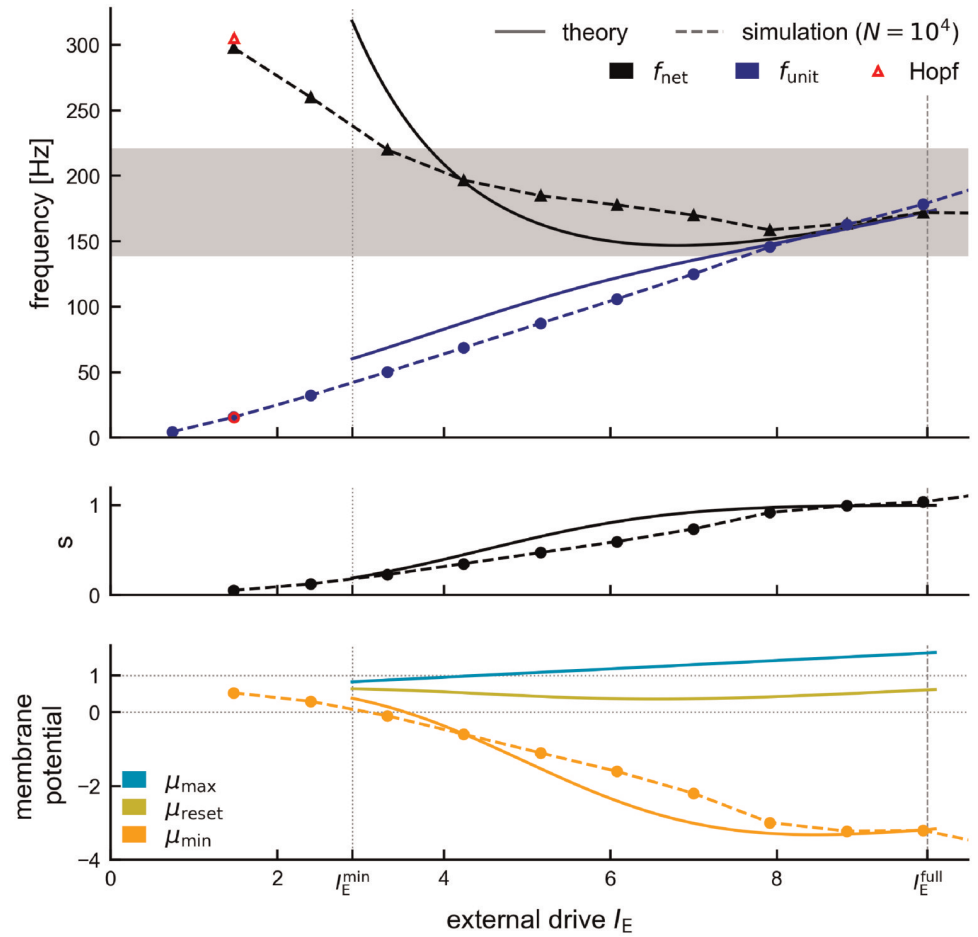 theory simulation (N = 10⁴)
f_net f_unit Hopf
300
250
200
150
100
50
0
frequency [Hz]
1
0
s
1
0
−2
−4
membrane
potential
μ_max
μ_reset
μ_min
0 2 I_E^min 4 6 8 I_E^full
external drive I_E